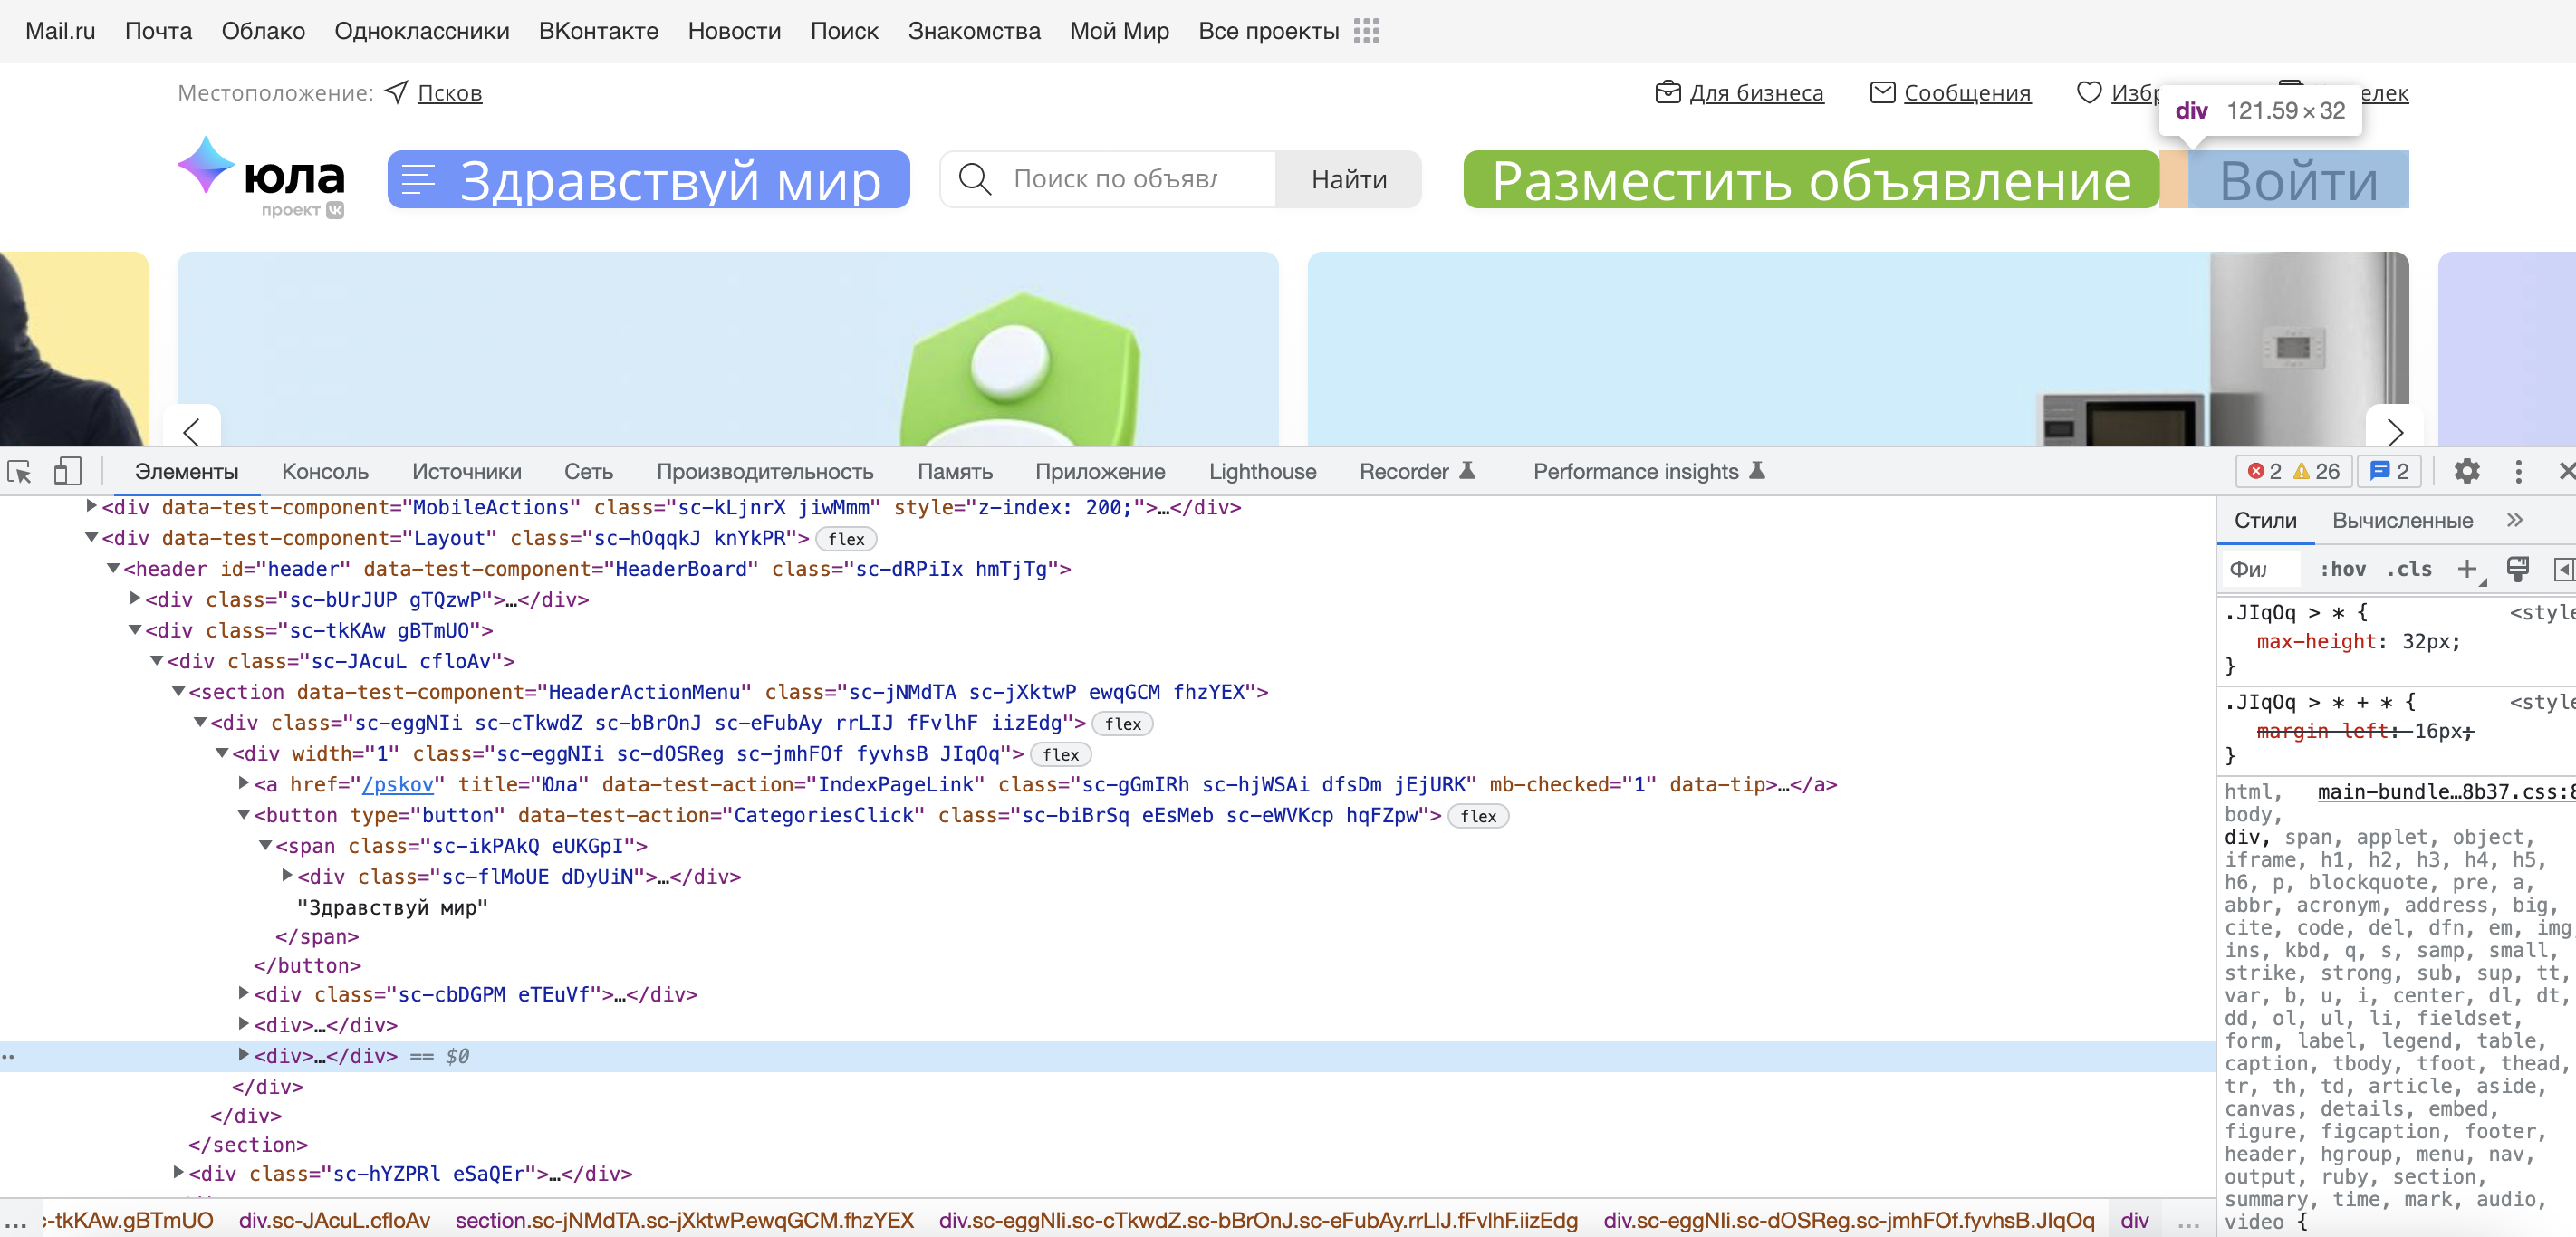 Mail.ru Почта Облако Одноклассники ВКонтакте Новости Поиск Знакомства Мой Мир Все проекты
Местоположение: Псков Для бизнеса Сообщения
div 121.59×32
юла
проект
Здравствуй мир Поиск по объявл Найти Разместить объявление Войти
Элементы Консоль Источники Сеть Производительность Память Приложение Lighthouse Recorder Performance insights 2 26 2
<div data-test-component="MobileActions" class="sc-kLjnrX jiwMmm" style="z-index: 200;">…</div>
<div data-test-component="Layout" class="sc-hOqqkJ knYkPR"> flex
<header id="header" data-test-component="HeaderBoard" class="sc-dRPiIx hmTjTg">
<div class="sc-bUrJUP gTQzwP">…</div>
<div class="sc-tkKAw gBTmUO">
<div class="sc-JAcuL cfloAv">
<section data-test-component="HeaderActionMenu" class="sc-jNMdTA sc-jXktwP ewqGCM fhzYEX">
<div class="sc-eggNIi sc-cTkwdZ sc-bBrOnJ sc-eFubAy rrLIJ fFvlhF iizEdg"> flex
<div width="1" class="sc-eggNIi sc-dOSReg sc-jmhFOf fyvhsB JIqOq"> flex
<a href="/pskov" title="Юла" data-test-action="IndexPageLink" class="sc-gGmIRh sc-hjWSAi dfsDm jEjURK" mb-checked="1" data-tip>…</a>
<button type="button" data-test-action="CategoriesClick" class="sc-biBrSq eEsMeb sc-eWVKcp hqFZpw"> flex
<span class="sc-ikPAkQ eUKGpI">
<div class="sc-flMoUE dDyUiN">…</div>
"Здравствуй мир"
</span>
</button>
<div class="sc-cbDGPM eTEuVf">…</div>
<div>…</div>
<div>…</div> == $0
</div>
</div>
</section>
<div class="sc-hYZPRl eSaQEr">…</div>
... c-tkKAw.gBTmUO div.sc-JAcuL.cfloAv section.sc-jNMdTA.sc-jXktwP.ewqGCM.fhzYEX div.sc-eggNIi.sc-cTkwdZ.sc-bBrOnJ.sc-eFubAy.rrLIJ.fFvlhF.iizEdg div.sc-eggNIi.sc-dOSReg.sc-jmhFOf.fyvhsB.JIqOq div ...
Стили Вычисленные
Фил :hov .cls
.JIqOq > * { <style
max-height: 32px;
}
.JIqOq > * + * { <style
margin-left: 16px;
}
html, main-bundle…8b37.css:8
body,
div, span, applet, object,
iframe, h1, h2, h3, h4, h5,
h6, p, blockquote, pre, a,
abbr, acronym, address, big,
cite, code, del, dfn, em, img
ins, kbd, q, s, samp, small,
strike, strong, sub, sup, tt,
var, b, u, i, center, dl, dt,
dd, ol, ul, li, fieldset,
form, label, legend, table,
caption, tbody, tfoot, thead,
tr, th, td, article, aside,
canvas, details, embed,
figure, figcaption, footer,
header, hgroup, menu, nav,
output, ruby, section,
summary, time, mark, audio,
video {